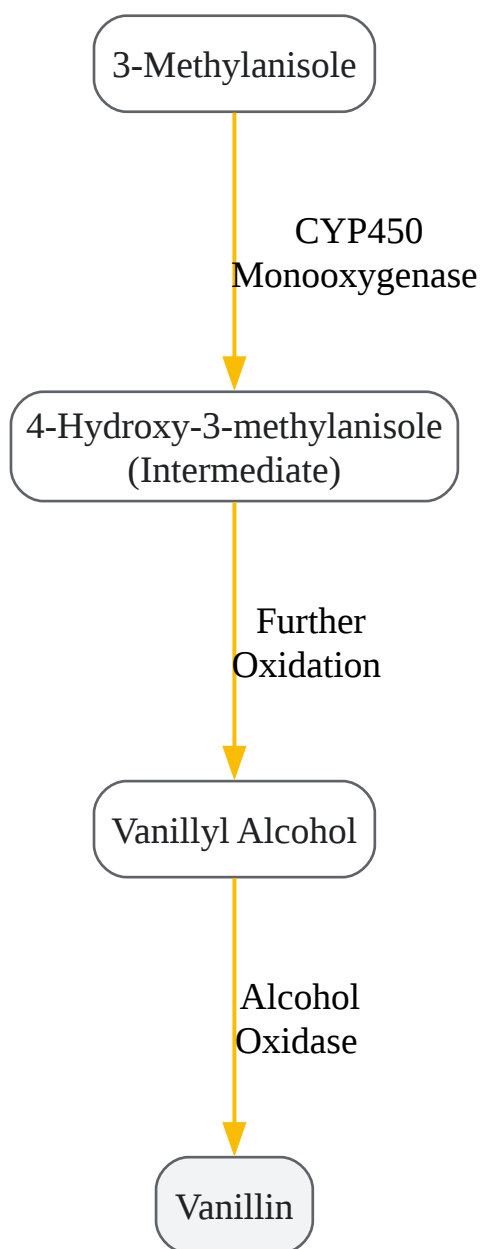 3-Methylanisole
CYP450
Monooxygenase
4-Hydroxy-3-methylanisole
(Intermediate)
Further
Oxidation
Vanillyl Alcohol
Alcohol
Oxidase
Vanillin